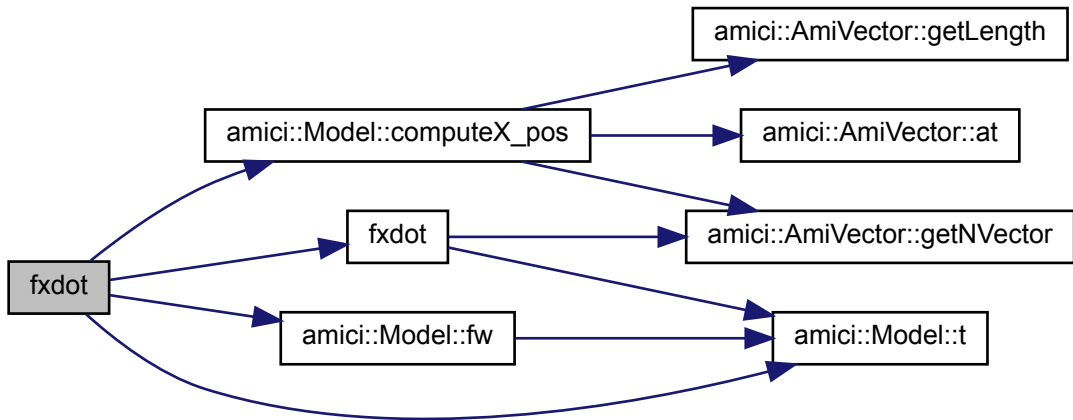 amici::AmiVector::getLength
amici::Model::computeX_pos
amici::AmiVector::at
fxdot
amici::AmiVector::getNVector
fxdot
amici::Model::fw
amici::Model::t